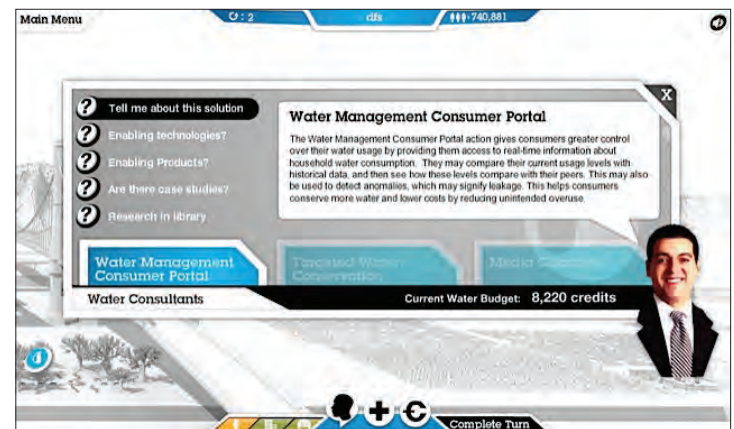 Main Menu
: 2
clfs
740,881
Tell me about this solution
Enabling technologies?
Enabling Products?
Are there case studies?
Research in library
X
Water Management Consumer Portal
The Water Management Consumer Portal action gives consumers greater control
over their water usage by providing them access to real-time information about
household water consumption. They may compare their current usage levels with
historical data, and then see how these levels compare with their peers. This may also
be used to detect anomalies, which may signify leakage. This helps consumers
conserve more water and lower costs by reducing unintended overuse.
Water Management
Consumer Portal
Targeted Water
Conservation
Media
Water Consultants
Current Water Budget: 8,220 credits
Complete Turn